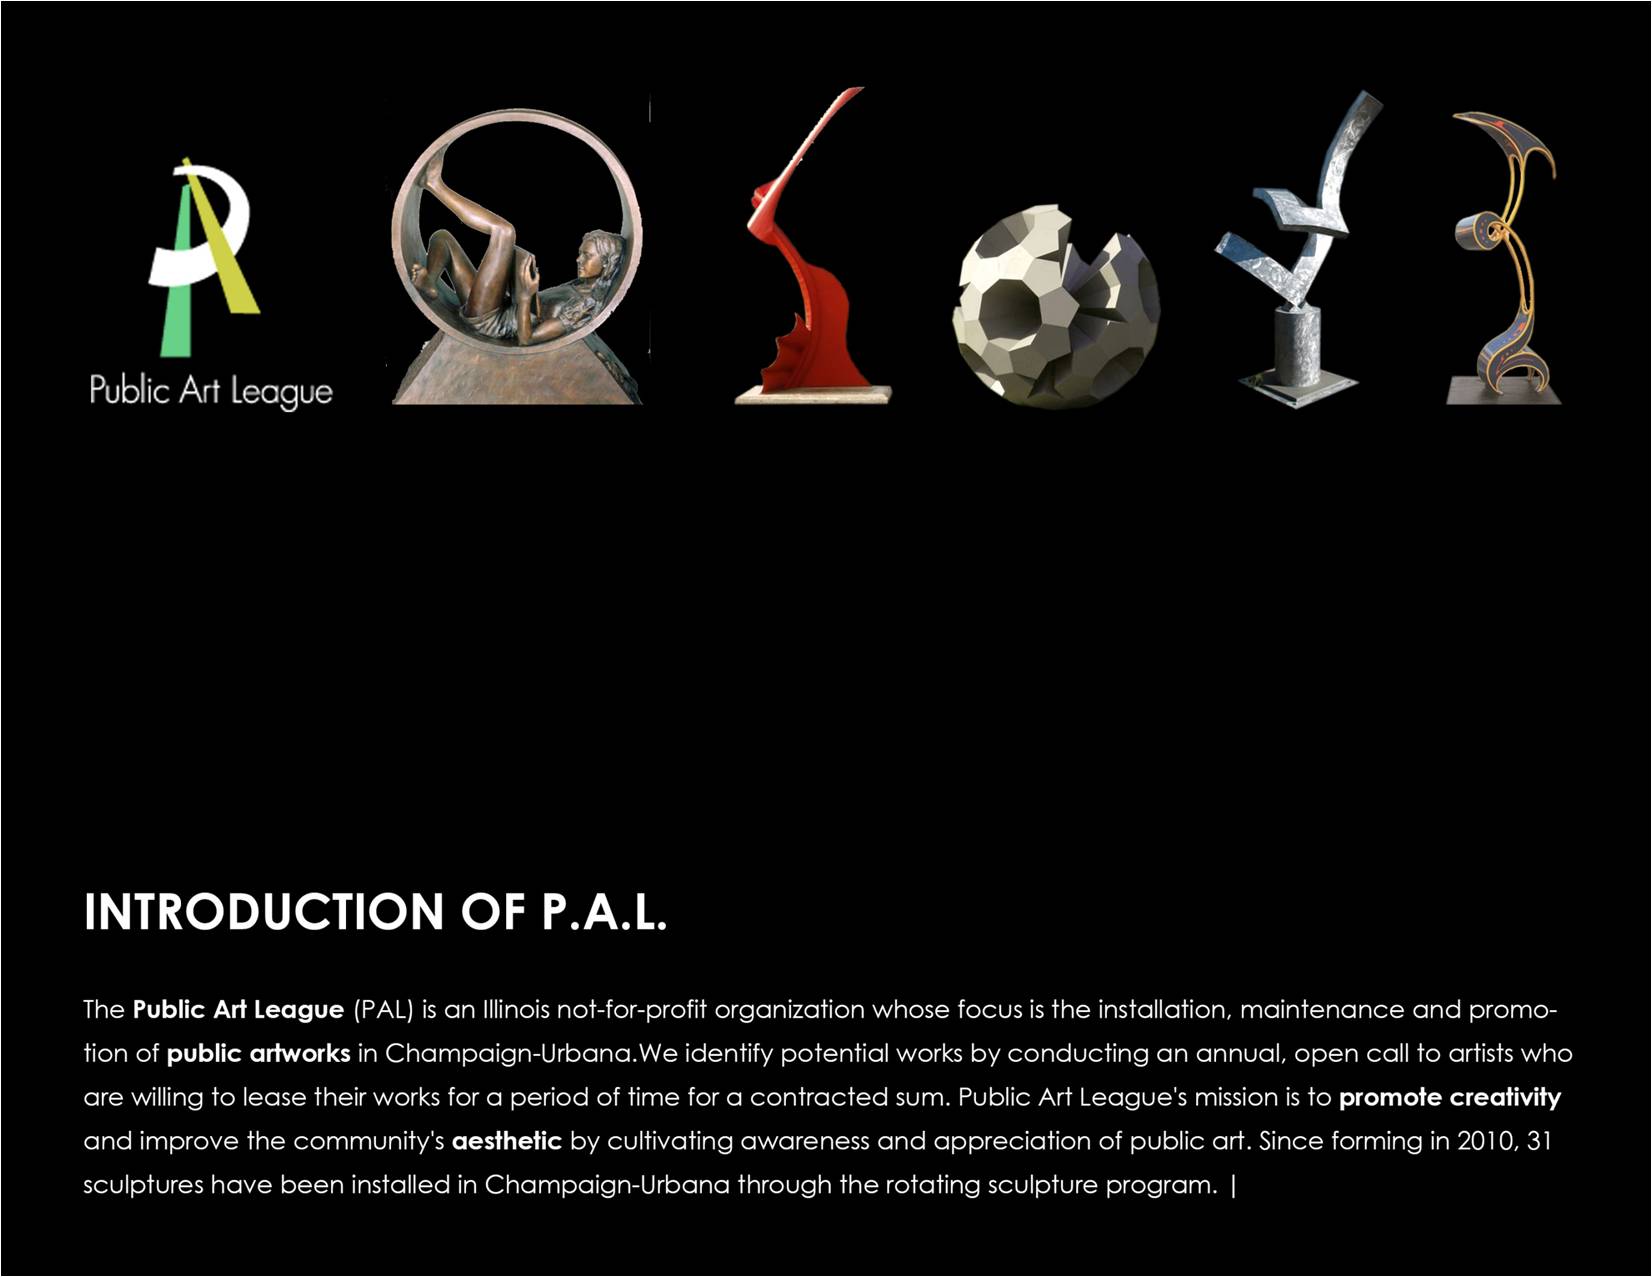 Public Art League
INTRODUCTION OF P.A.L.
The Public Art League (PAL) is an Illinois not-for-profit organization whose focus is the installation, maintenance and promo-
tion of public artworks in Champaign-Urbana.We identify potential works by conducting an annual, open call to artists who
are willing to lease their works for a period of time for a contracted sum. Public Art League's mission is to promote creativity
and improve the community's aesthetic by cultivating awareness and appreciation of public art. Since forming in 2010, 31
sculptures have been installed in Champaign-Urbana through the rotating sculpture program. |